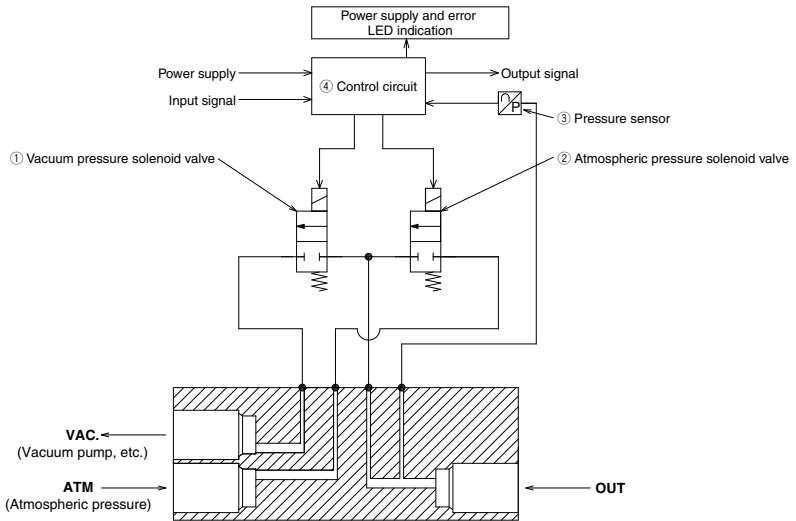 Power supply and error
LED indication
Power supply
④ Control circuit
Output signal
Input signal
P
③ Pressure sensor
① Vacuum pressure solenoid valve
② Atmospheric pressure solenoid valve
VAC.
(Vacuum pump, etc.)
ATM
(Atmospheric pressure)
OUT